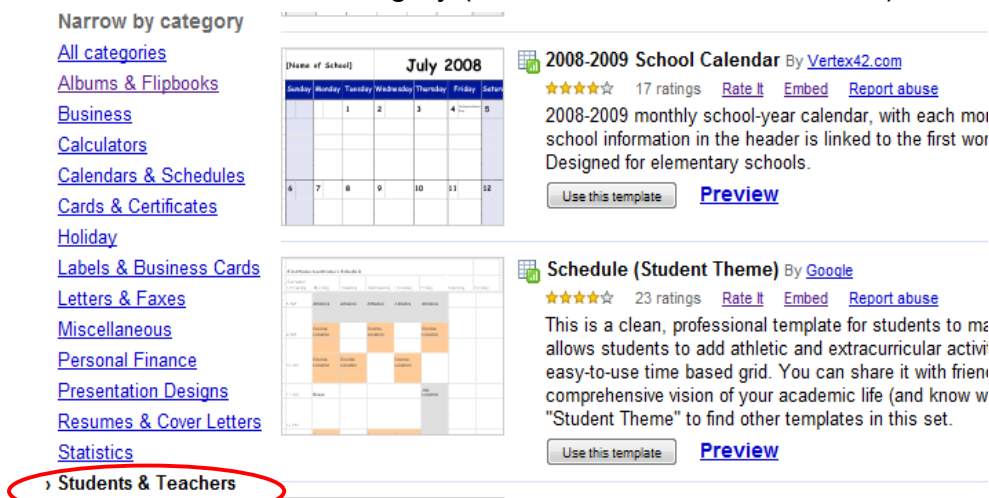 Narrow by category
All categories
Albums & Flipbooks
Business
Calculators
Calendars & Schedules
Cards & Certificates
Holiday
Labels & Business Cards
Letters & Faxes
Miscellaneous
Personal Finance
Presentation Designs
Resumes & Cover Letters
Statistics
› Students & Teachers
[Name of School] July 2008
Sunday Monday Tuesday Wednesday Thursday Friday Satur
1 2 3 4 5
6 7 8 9 10 11 12
2008-2009 School Calendar By Vertex42.com
17 ratings Rate It Embed Report abuse
2008-2009 monthly school-year calendar, with each mo
school information in the header is linked to the first wor
Designed for elementary schools.
Use this template Preview
Schedule (Student Theme) By Google
23 ratings Rate It Embed Report abuse
This is a clean, professional template for students to ma
allows students to add athletic and extracurricular activit
easy-to-use time based grid. You can share it with frien
comprehensive vision of your academic life (and know w
"Student Theme" to find other templates in this set.
Use this template Preview